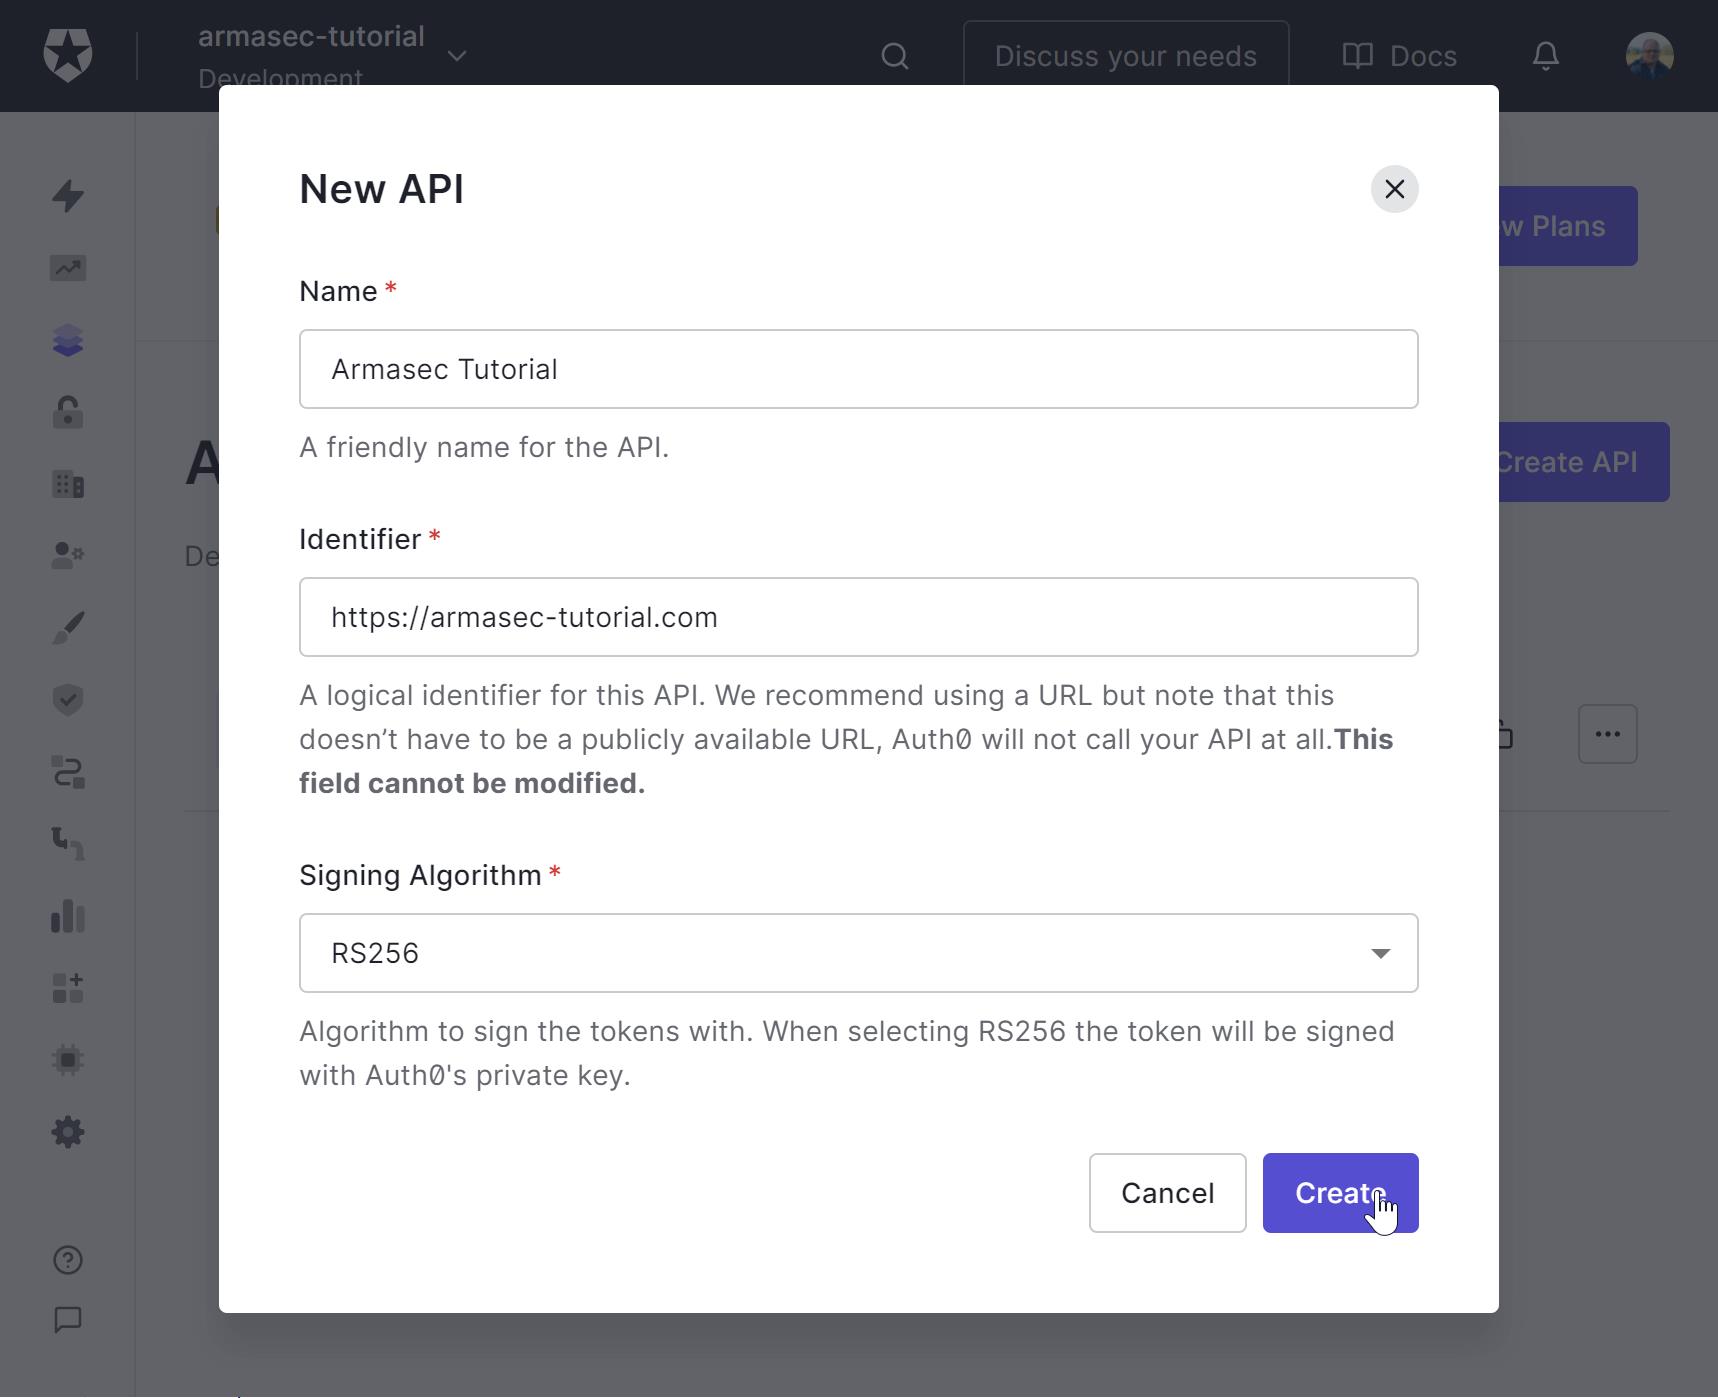 armasec-tutorial
Development
Discuss your needs
Docs
w Plans
A
Create API
De
New API
Name *
Armasec Tutorial
A friendly name for the API.
Identifier *
https://armasec-tutorial.com
A logical identifier for this API. We recommend using a URL but note that this
doesn’t have to be a publicly available URL, Auth0 will not call your API at all.This
field cannot be modified.
Signing Algorithm *
RS256
Algorithm to sign the tokens with. When selecting RS256 the token will be signed
with Auth0's private key.
Cancel
Create